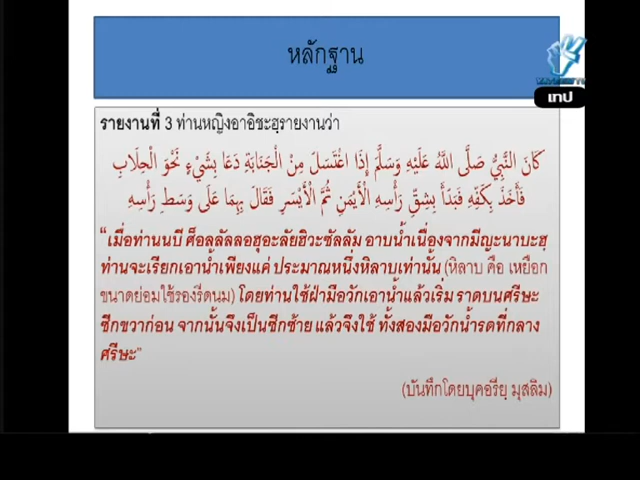 หลักฐาน
เทป
รายงานที่ 3 ท่านหญิงอาอิชะฮฺรายงานว่า
كَانَ النَّبِيُّ صَلَّى اللَّهُ عَلَيْهِ وَسَلَّمَ إِذَا اغْتَسَلَ مِنْ الْجَنَابَةِ دَعَا بِشَيْءٍ نَحْوَ الْحِلَابِ
فَأَخَذَ بِكَفِّهِ فَبَدَأَ بِشِقِّ رَأْسِهِ الْأَيْمَنِ ثُمَّ الْأَيْسَرِ فَقَالَ بِهِمَا عَلَى وَسَطِ رَأْسِهِ
“เมื่อท่านนบี ศ็อลลัลลอฮุอะลัยฮิวะซัลลัม อาบน้ำเนื่องจากมีญะนาบะฮฺ
ท่านจะเรียกเอาน้ำเพียงแค่ ประมาณหนึ่งหิลาบเท่านั้น (หิลาบ คือ เหยือก
ขนาดย่อมใช้รองรีดนม) โดยท่านใช้ฝ่ามือวักเอาน้ำแล้วเริ่ม ราดบนศรีษะ
ซีกขวาก่อน จากนั้นจึงเป็นซีกซ้าย แล้วจึงใช้ ทั้งสองมือวักน้ำรดที่กลาง
ศรีษะ”
(บันทึกโดยบุคอรียฺ มุสลิม)